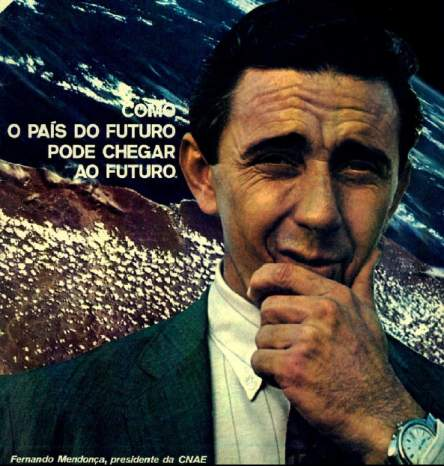 COMO
O PAÍS DO FUTURO
PODE CHEGAR
AO FUTURO
Fernando Mendonça, presidente da CNAE